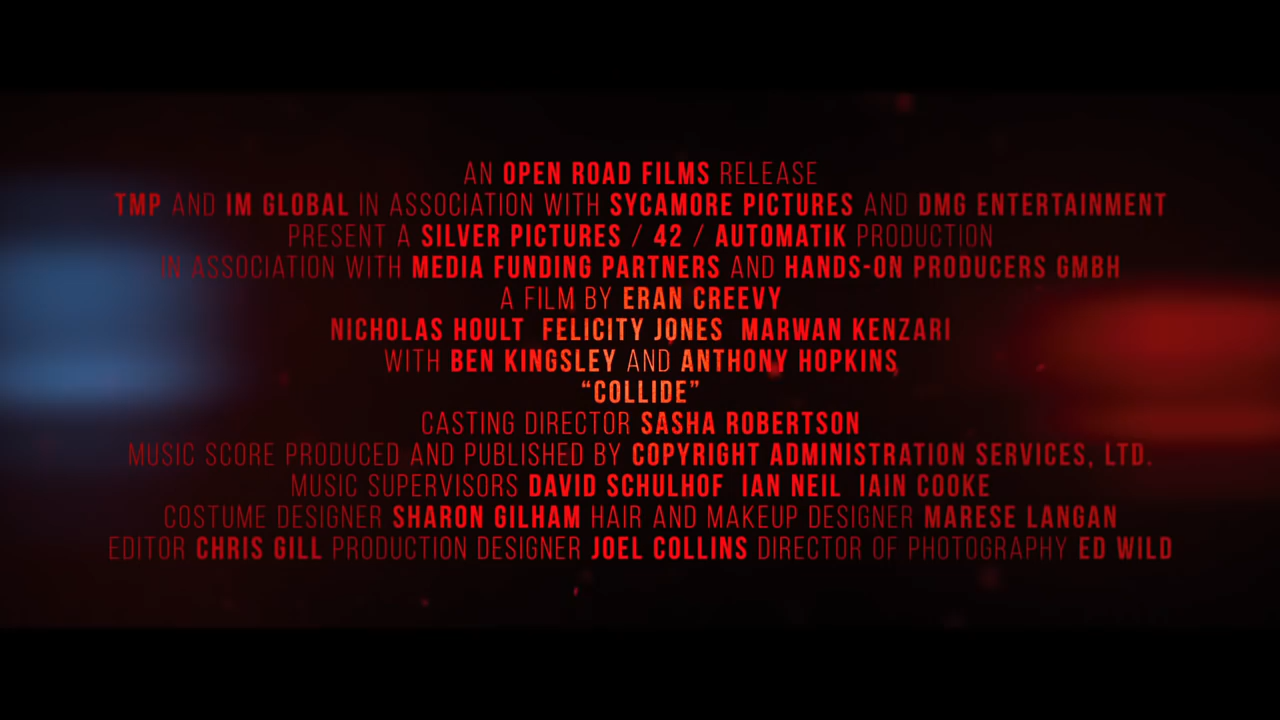 AN OPEN ROAD FILMS RELEASE
TMP AND IM GLOBAL IN ASSOCIATION WITH SYCAMORE PICTURES AND DMG ENTERTAINMENT
PRESENT A SILVER PICTURES / 42 / AUTOMATIK PRODUCTION
IN ASSOCIATION WITH MEDIA FUNDING PARTNERS AND HANDS-ON PRODUCERS GMBH
A FILM BY ERAN CREEVY
NICHOLAS HOULT FELICITY JONES MARWAN KENZARI
WITH BEN KINGSLEY AND ANTHONY HOPKINS
“COLLIDE”
CASTING DIRECTOR SASHA ROBERTSON
MUSIC SCORE PRODUCED AND PUBLISHED BY COPYRIGHT ADMINISTRATION SERVICES, LTD.
MUSIC SUPERVISORS DAVID SCHULHOF IAN NEIL IAIN COOKE
COSTUME DESIGNER SHARON GILHAM HAIR AND MAKEUP DESIGNER MARESE LANGAN
EDITOR CHRIS GILL PRODUCTION DESIGNER JOEL COLLINS DIRECTOR OF PHOTOGRAPHY ED WILD